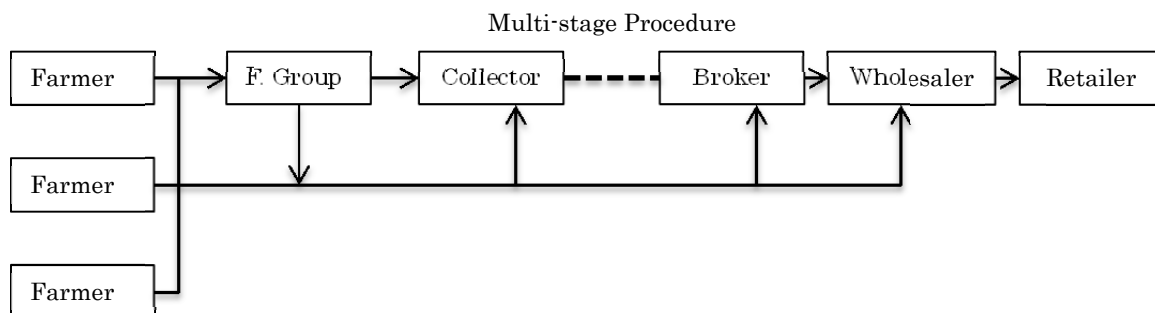 Multi-stage Procedure
Farmer
F. Group
Collector
Broker
Wholesaler
Retailer
Farmer
Farmer